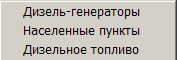 Дизель-генераторы
Населенные пункты
Дизельное топливо